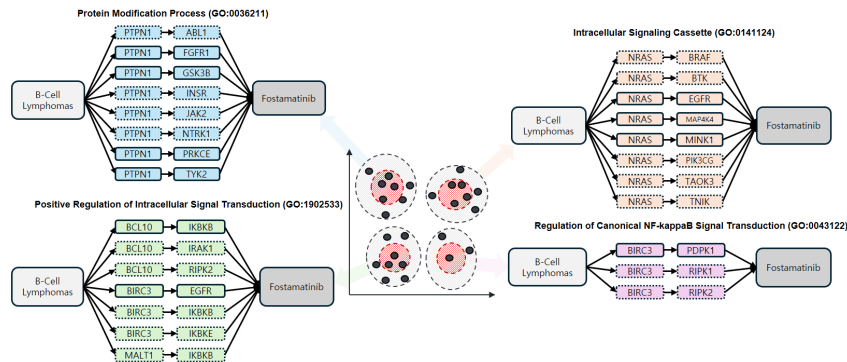 Protein Modification Process (GO:0036211)
B-Cell
Lymphomas
PTPN1 ABL1
PTPN1 FGFR1
PTPN1 GSK3B
PTPN1 INSR
PTPN1 JAK2
PTPN1 NTRK1
PTPN1 PRKCE
PTPN1 TYK2
Fostamatinib
Intracellular Signaling Cassette (GO:0141124)
B-Cell
Lymphomas
NRAS BRAF
NRAS BTK
NRAS EGFR
NRAS MAP4K4
NRAS MINK1
NRAS PIK3CG
NRAS TAOK3
NRAS TNIK
Fostamatinib
Positive Regulation of Intracellular Signal Transduction (GO:1902533)
B-Cell
Lymphomas
BCL10 IKBKB
BCL10 IRAK1
BCL10 RIPK2
BIRC3 EGFR
BIRC3 IKBKB
BIRC3 IKBKE
MALT1 IKBKB
Fostamatinib
Regulation of Canonical NF-kappaB Signal Transduction (GO:0043122)
B-Cell
Lymphomas
BIRC3 PDPK1
BIRC3 RIPK1
BIRC3 RIPK2
Fostamatinib